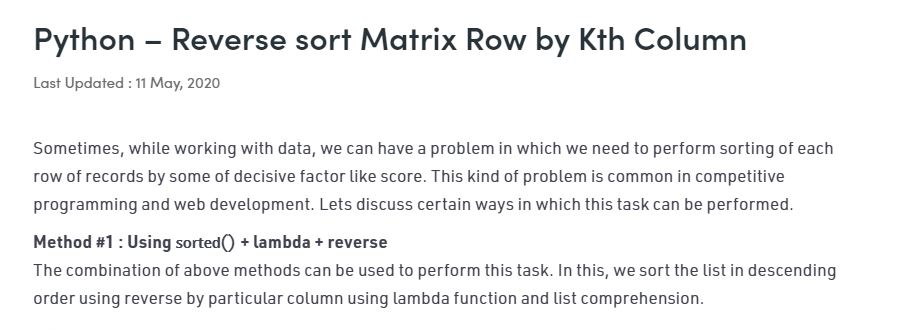 Python – Reverse sort Matrix Row by Kth Column
Last Updated : 11 May, 2020
Sometimes, while working with data, we can have a problem in which we need to perform sorting of each
row of records by some of decisive factor like score. This kind of problem is common in competitive
programming and web development. Lets discuss certain ways in which this task can be performed.
Method #1 : Using sorted() + lambda + reverse
The combination of above methods can be used to perform this task. In this, we sort the list in descending
order using reverse by particular column using lambda function and list comprehension.